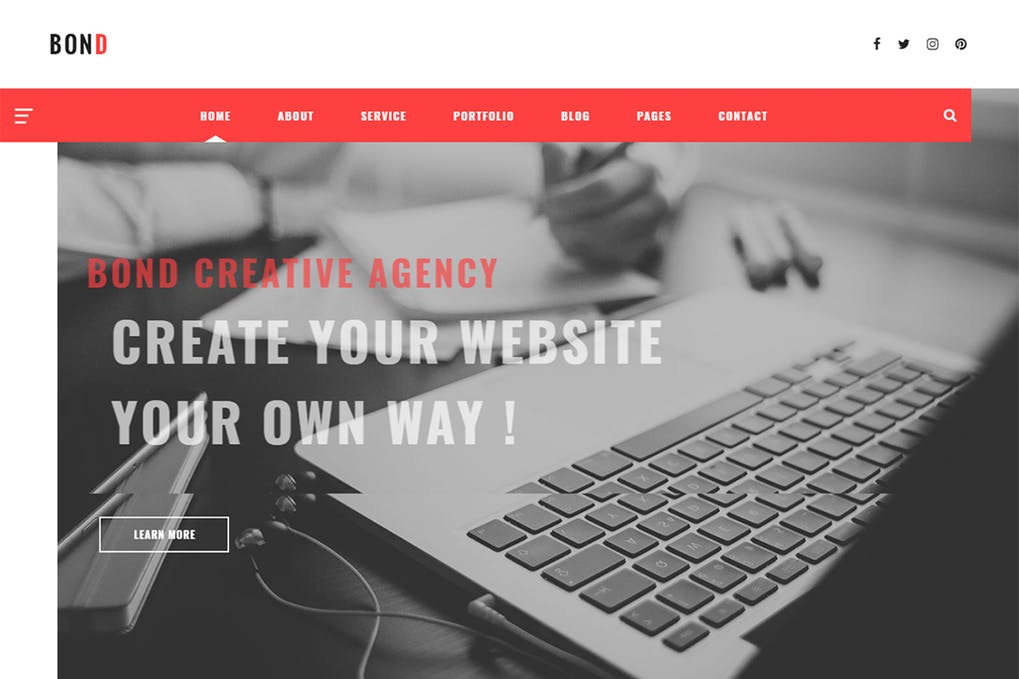 BOND
HOME ABOUT SERVICE PORTFOLIO BLOG PAGES CONTACT
BOND CREATIVE AGENCY
CREATE YOUR WEBSITE
YOUR OWN WAY !
LEARN MORE